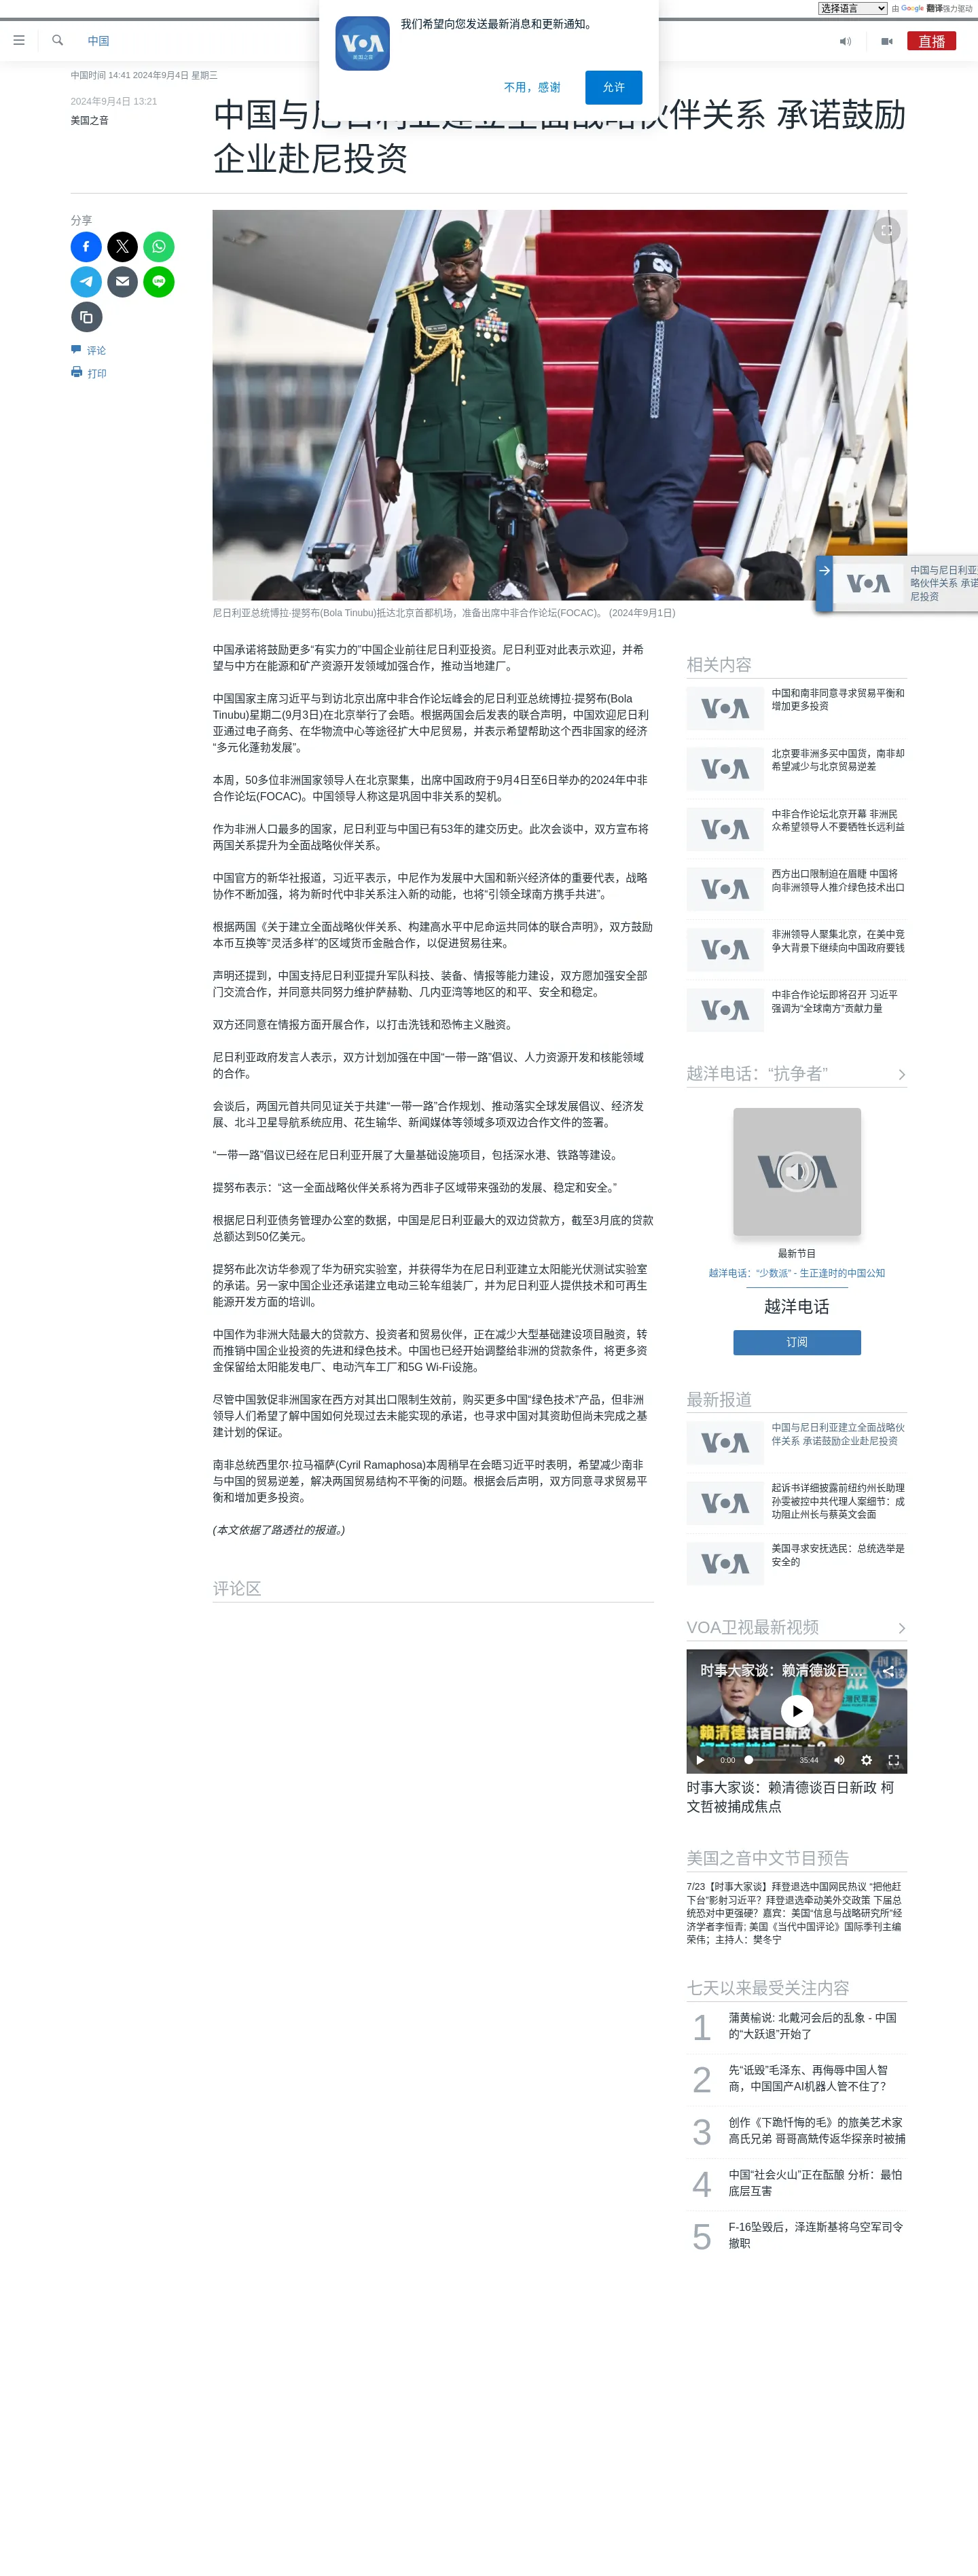 选择语言
由 Google 翻译强力驱动
我们希望向您发送最新消息和更新通知。
VOA
美国之音
不用，感谢
允许
中国
直播
中国时间 14:41 2024年9月4日 星期三
2024年9月4日 13:21
美国之音
中国与尼日利亚建立全面战略伙伴关系 承诺鼓励
企业赴尼投资
分享
评论
打印
中国与尼日利亚
略伙伴关系 承诺
尼投资
VOA
尼日利亚总统博拉·提努布(Bola Tinubu)抵达北京首都机场，准备出席中非合作论坛(FOCAC)。 (2024年9月1日)
中国承诺将鼓励更多“有实力的”中国企业前往尼日利亚投资。尼日利亚对此表示欢迎，并希
望与中方在能源和矿产资源开发领域加强合作，推动当地建厂。
中国国家主席习近平与到访北京出席中非合作论坛峰会的尼日利亚总统博拉·提努布(Bola
Tinubu)星期二(9月3日)在北京举行了会晤。根据两国会后发表的联合声明，中国欢迎尼日利
亚通过电子商务、在华物流中心等途径扩大中尼贸易，并表示希望帮助这个西非国家的经济
“多元化蓬勃发展”。
本周，50多位非洲国家领导人在北京聚集，出席中国政府于9月4日至6日举办的2024年中非
合作论坛(FOCAC)。中国领导人称这是巩固中非关系的契机。
作为非洲人口最多的国家，尼日利亚与中国已有53年的建交历史。此次会谈中，双方宣布将
两国关系提升为全面战略伙伴关系。
中国官方的新华社报道，习近平表示，中尼作为发展中大国和新兴经济体的重要代表，战略
协作不断加强，将为新时代中非关系注入新的动能，也将“引领全球南方携手共进”。
根据两国《关于建立全面战略伙伴关系、构建高水平中尼命运共同体的联合声明》，双方鼓励
本币互换等“灵活多样”的区域货币金融合作，以促进贸易往来。
声明还提到，中国支持尼日利亚提升军队科技、装备、情报等能力建设，双方愿加强安全部
门交流合作，并同意共同努力维护萨赫勒、几内亚湾等地区的和平、安全和稳定。
双方还同意在情报方面开展合作，以打击洗钱和恐怖主义融资。
尼日利亚政府发言人表示，双方计划加强在中国“一带一路”倡议、人力资源开发和核能领域
的合作。
会谈后，两国元首共同见证关于共建“一带一路”合作规划、推动落实全球发展倡议、经济发
展、北斗卫星导航系统应用、花生输华、新闻媒体等领域多项双边合作文件的签署。
“一带一路”倡议已经在尼日利亚开展了大量基础设施项目，包括深水港、铁路等建设。
提努布表示：“这一全面战略伙伴关系将为西非子区域带来强劲的发展、稳定和安全。”
根据尼日利亚债务管理办公室的数据，中国是尼日利亚最大的双边贷款方，截至3月底的贷款
总额达到50亿美元。
提努布此次访华参观了华为研究实验室，并获得华为在尼日利亚建立太阳能光伏测试实验室
的承诺。另一家中国企业还承诺建立电动三轮车组装厂，并为尼日利亚人提供技术和可再生
能源开发方面的培训。
中国作为非洲大陆最大的贷款方、投资者和贸易伙伴，正在减少大型基础建设项目融资，转
而推销中国企业投资的先进和绿色技术。中国也已经开始调整给非洲的贷款条件，将更多资
金保留给太阳能发电厂、电动汽车工厂和5G Wi-Fi设施。
尽管中国敦促非洲国家在西方对其出口限制生效前，购买更多中国“绿色技术”产品，但非洲
领导人们希望了解中国如何兑现过去未能实现的承诺，也寻求中国对其资助但尚未完成之基
建计划的保证。
南非总统西里尔·拉马福萨(Cyril Ramaphosa)本周稍早在会晤习近平时表明，希望减少南非
与中国的贸易逆差，解决两国贸易结构不平衡的问题。根据会后声明，双方同意寻求贸易平
衡和增加更多投资。
(本文依据了路透社的报道。)
评论区
相关内容
VOA
中国和南非同意寻求贸易平衡和
增加更多投资
VOA
北京要非洲多买中国货，南非却
希望减少与北京贸易逆差
VOA
中非合作论坛北京开幕 非洲民
众希望领导人不要牺牲长远利益
VOA
西方出口限制迫在眉睫 中国将
向非洲领导人推介绿色技术出口
VOA
非洲领导人聚集北京，在美中竞
争大背景下继续向中国政府要钱
VOA
中非合作论坛即将召开 习近平
强调为“全球南方”贡献力量
越洋电话：“抗争者”
VOA
最新节目
越洋电话：“少数派” - 生正逢时的中国公知
越洋电话
订阅
最新报道
VOA
中国与尼日利亚建立全面战略伙
伴关系 承诺鼓励企业赴尼投资
VOA
起诉书详细披露前纽约州长助理
孙雯被控中共代理人案细节：成
功阻止州长与蔡英文会面
VOA
美国寻求安抚选民：总统选举是
安全的
VOA卫视最新视频
时事大家谈：赖清德谈百...
时事
大家谈
賴清德談百日新政
柯文哲被捕成焦點?
0:00
35:44
时事大家谈：赖清德谈百日新政 柯
文哲被捕成焦点
美国之音中文节目预告
7/23【时事大家谈】拜登退选中国网民热议 “把他赶
下台”影射习近平？拜登退选牵动美外交政策 下届总
统恐对中更强硬？嘉宾：美国“信息与战略研究所”经
济学者李恒青; 美国《当代中国评论》国际季刊主编
荣伟；主持人：樊冬宁
七天以来最受关注内容
1
蒲黄榆说: 北戴河会后的乱象 - 中国
的“大跃退”开始了
2
先“诋毁”毛泽东、再侮辱中国人智
商，中国国产AI机器人管不住了？
3
创作《下跪忏悔的毛》的旅美艺术家
高氏兄弟 哥哥高兟传返华探亲时被捕
4
中国“社会火山”正在酝酿 分析：最怕
底层互害
5
F-16坠毁后，泽连斯基将乌空军司令
撤职